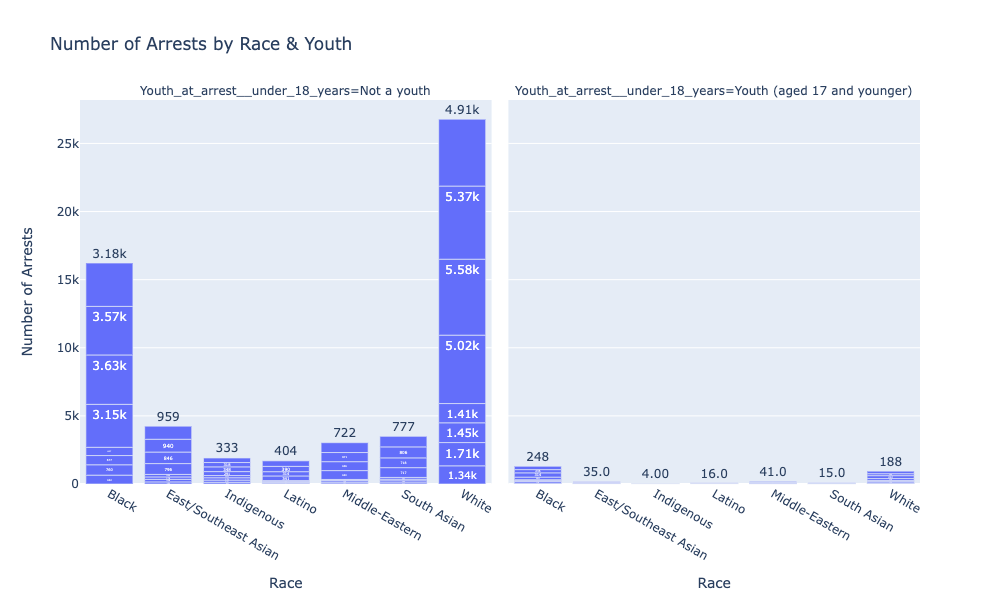 Number of Arrests by Race & Youth
Youth_at_arrest__under_18_years=Not a youth
Youth_at_arrest__under_18_years=Youth (aged 17 and younger)
Number of Arrests
25k
20k
15k
10k
5k
0
3.18k
3.57k
3.63k
3.15k
959
940
846
796
333
404
390
722
777
806
717
4.91k
5.37k
5.58k
5.02k
1.41k
1.45k
1.71k
1.34k
248
35.0
4.00
16.0
41.0
15.0
188
Black
East/Southeast Asian
Indigenous
Latino
Middle-Eastern
South Asian
White
Black
East/Southeast Asian
Indigenous
Latino
Middle-Eastern
South Asian
White
Race
Race